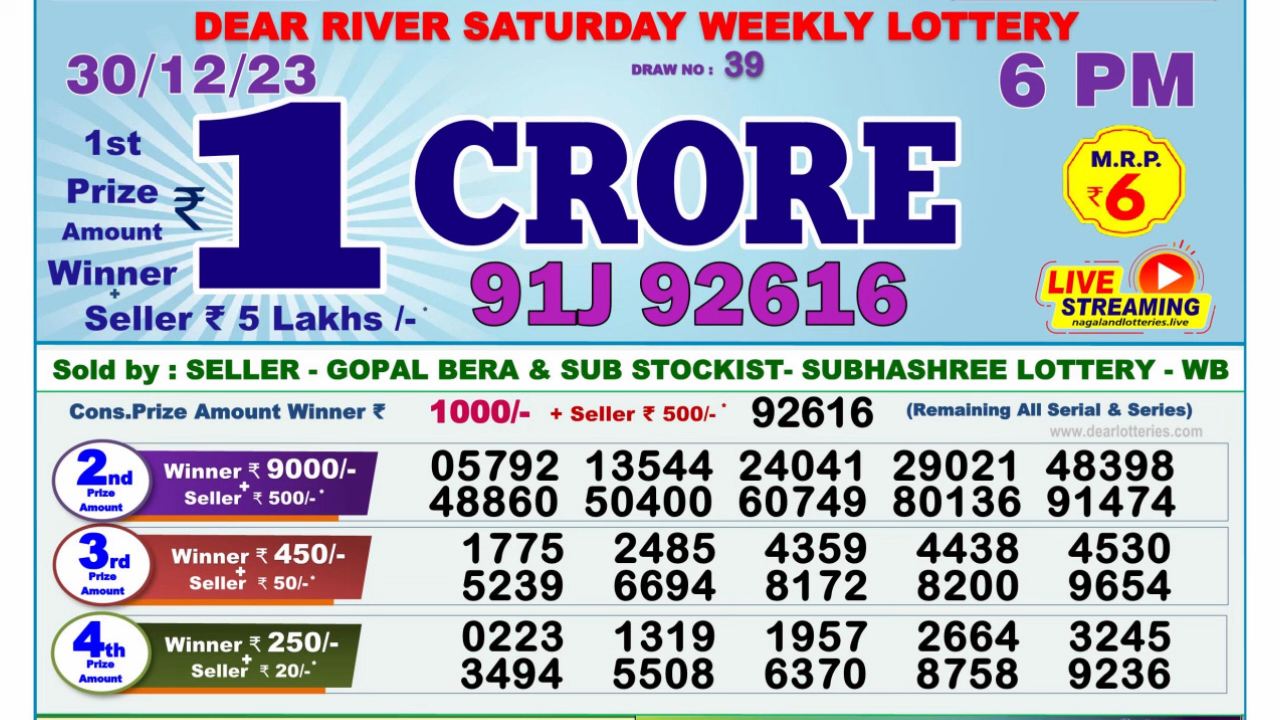 DEAR RIVER SATURDAY WEEKLY LOTTERY
30/12/23
DRAW NO : 39
6 PM
1st
Prize
Amount
Winner
+
Seller ₹ 5 Lakhs /-*
₹ 1 CRORE
91J 92616
M.R.P.
₹6
LIVE
STREAMING
nagalandlotteries.live
Sold by : SELLER - GOPAL BERA & SUB STOCKIST- SUBHASHREE LOTTERY - WB
Cons.Prize Amount Winner ₹ 1000/- + Seller ₹ 500/-* 92616 (Remaining All Serial & Series)
www.dearlotteries.com
2nd
Prize
Amount
Winner ₹ 9000/-
+
Seller ₹ 500/-*
05792 13544 24041 29021 48398
48860 50400 60749 80136 91474
3rd
Prize
Amount
Winner ₹ 450/-
+
Seller ₹ 50/-*
1775 2485 4359 4438 4530
5239 6694 8172 8200 9654
4th
Prize
Amount
Winner ₹ 250/-
+
Seller ₹ 20/-*
0223 1319 1957 2664 3245
3494 5508 6370 8758 9236